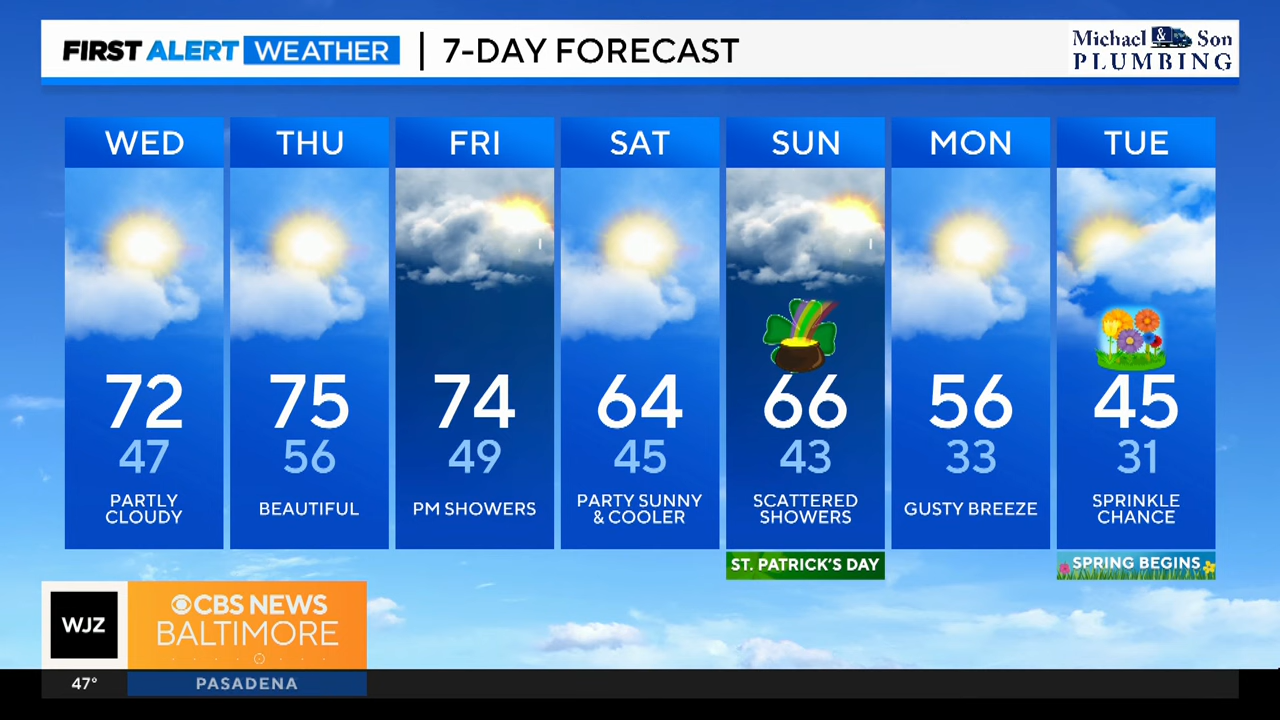 FIRST ALERT WEATHER | 7-DAY FORECAST
Michael & Son
PLUMBING
WED THU FRI SAT SUN MON TUE
72 75 74 64 66 56 45
47 56 49 45 43 33 31
PARTLY CLOUDY
BEAUTIFUL
PM SHOWERS
PARTY SUNNY
& COOLER
SCATTERED
SHOWERS
GUSTY BREEZE
SPRINKLE
CHANCE
ST. PATRICK'S DAY
SPRING BEGINS
WJZ
CBS NEWS
BALTIMORE
47° PASADENA